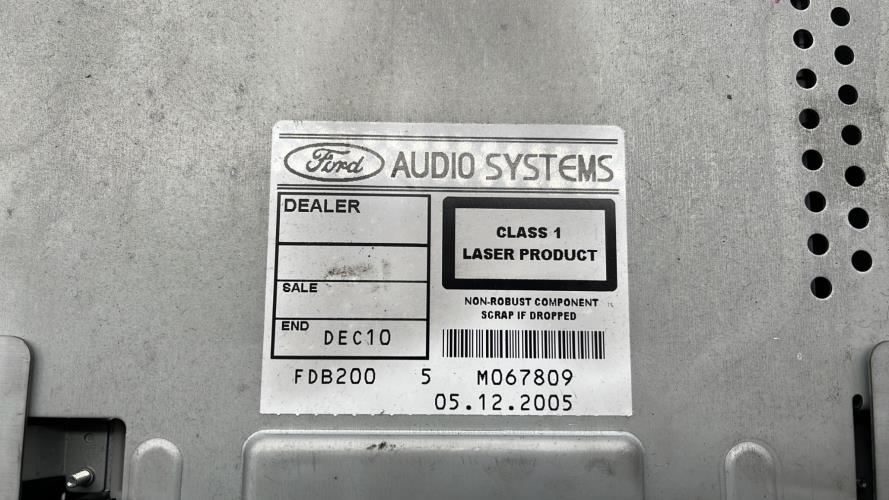 Ford AUDIO SYSTEMS
DEALER
SALE
END DEC10
CLASS 1
LASER PRODUCT
NON-ROBUST COMPONENT
SCRAP IF DROPPED
FDB200 5 M067809
05.12.2005